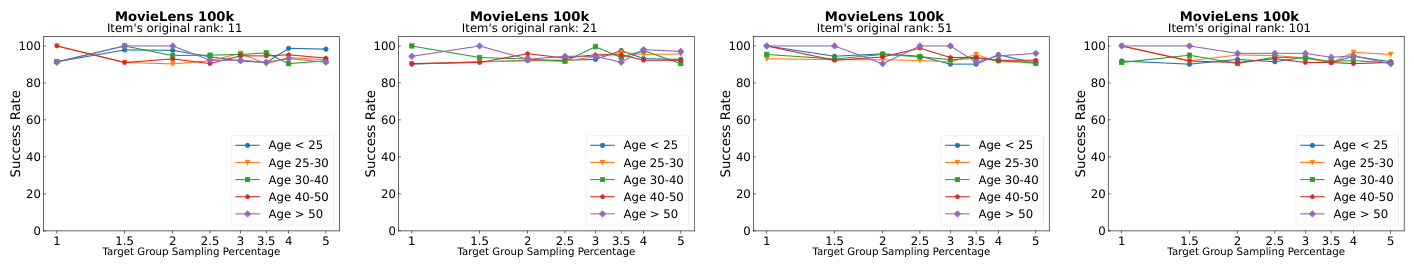 MovieLens 100k
Item's original rank: 11
100
80
60
40
20
0
Success Rate
Age < 25
Age 25-30
Age 30-40
Age 40-50
Age > 50
1 1.5 2 2.5 3 3.5 4 5
Target Group Sampling Percentage
MovieLens 100k
Item's original rank: 21
100
80
60
40
20
0
Success Rate
Age < 25
Age 25-30
Age 30-40
Age 40-50
Age > 50
1 1.5 2 2.5 3 3.5 4 5
Target Group Sampling Percentage
MovieLens 100k
Item's original rank: 51
100
80
60
40
20
0
Success Rate
Age < 25
Age 25-30
Age 30-40
Age 40-50
Age > 50
1 1.5 2 2.5 3 3.5 4 5
Target Group Sampling Percentage
MovieLens 100k
Item's original rank: 101
100
80
60
40
20
0
Success Rate
Age < 25
Age 25-30
Age 30-40
Age 40-50
Age > 50
1 1.5 2 2.5 3 3.5 4 5
Target Group Sampling Percentage